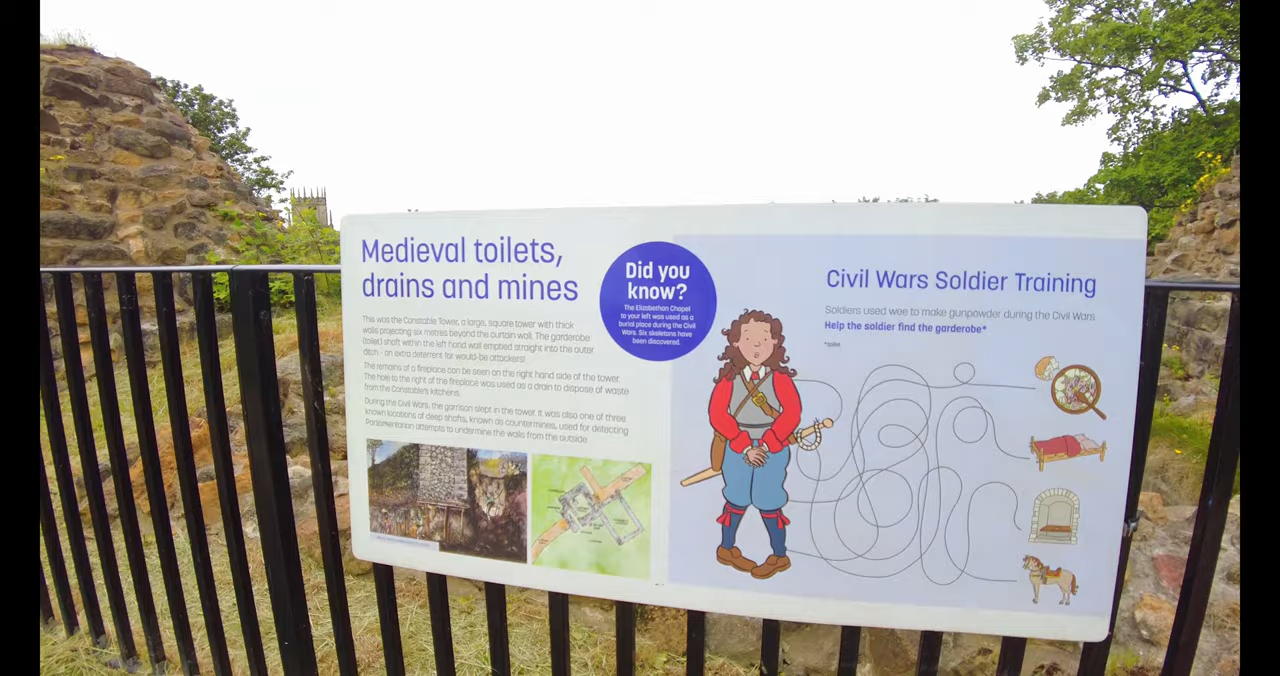 Medieval toilets,
drains and mines
This was the Constable Tower, a large, square tower with thick
walls projecting six metres beyond the curtain wall. The garderobe
(toilet) shaft within the left hand wall emptied straight into the outer
ditch - an extra deterrent for would-be attackers!
The remains of a fireplace can be seen on the right hand side of the tower.
The hole to the right of the fireplace was used as a drain to dispose of waste
from the Constable's kitchens.
During the Civil War, the garrison slept in the tower. It was also one of three
known locations of deep shafts, known as countermines, used for detecting
Parliamentarian attempts to undermine the walls from the outside.
Did you
know?
The Elizabethan Chapel
to your left was used as a
burial place during the Civil
Wars. Six skeletons have
been discovered.
Civil Wars Soldier Training
Soldiers used wee to make gunpowder during the Civil Wars.
Help the soldier find the garderobe*
*toilet